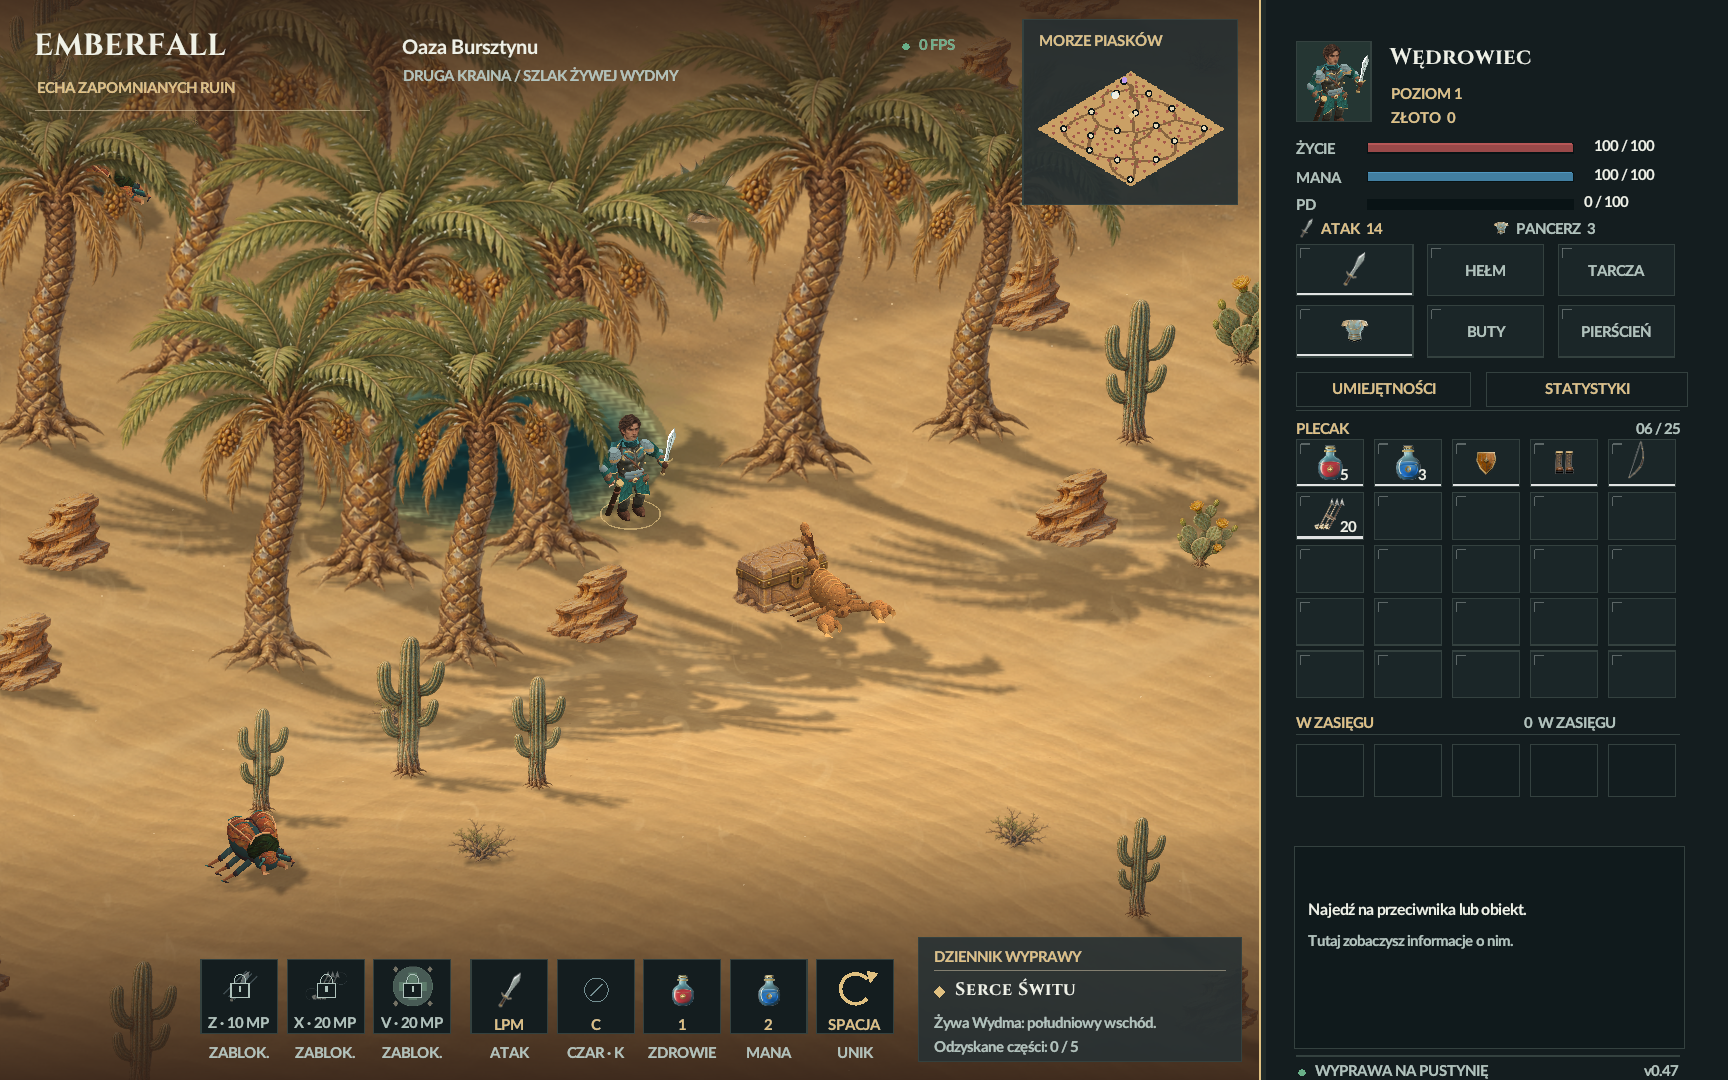 EMBERFALL
ECHA ZAPOMNIANYCH RUIN
Oaza Bursztynu
DRUGA KRAINA / SZLAK ŻYWEJ WYDMY
0 FPS
MORZE PIASKÓW
WĘDROWIEC
POZIOM 1
ZŁOTO 0
ŻYCIE 100 / 100
MANA 100 / 100
PD 0 / 100
ATAK 14 PANCERZ 3
HEŁM TARCZA
BUTY PIERŚCIEŃ
UMIEJĘTNOŚCI STATYSTYKI
PLECAK 06 / 25
5 3
20
W ZASIĘGU 0 W ZASIĘGU
Najedź na przeciwnika lub obiekt.
Tutaj zobaczysz informacje o nim.
WYPRAWA NA PUSTYNIĘ v0.47
Z · 10 MP X · 20 MP V · 20 MP LPM C 1 2 SPACJA
ZABLOK. ZABLOK. ZABLOK. ATAK CZAR · K ZDROWIE MANA UNIK
DZIENNIK WYPRAWY
SERCE ŚWITU
Żywa Wydma: południowy wschód.
Odzyskane części: 0 / 5